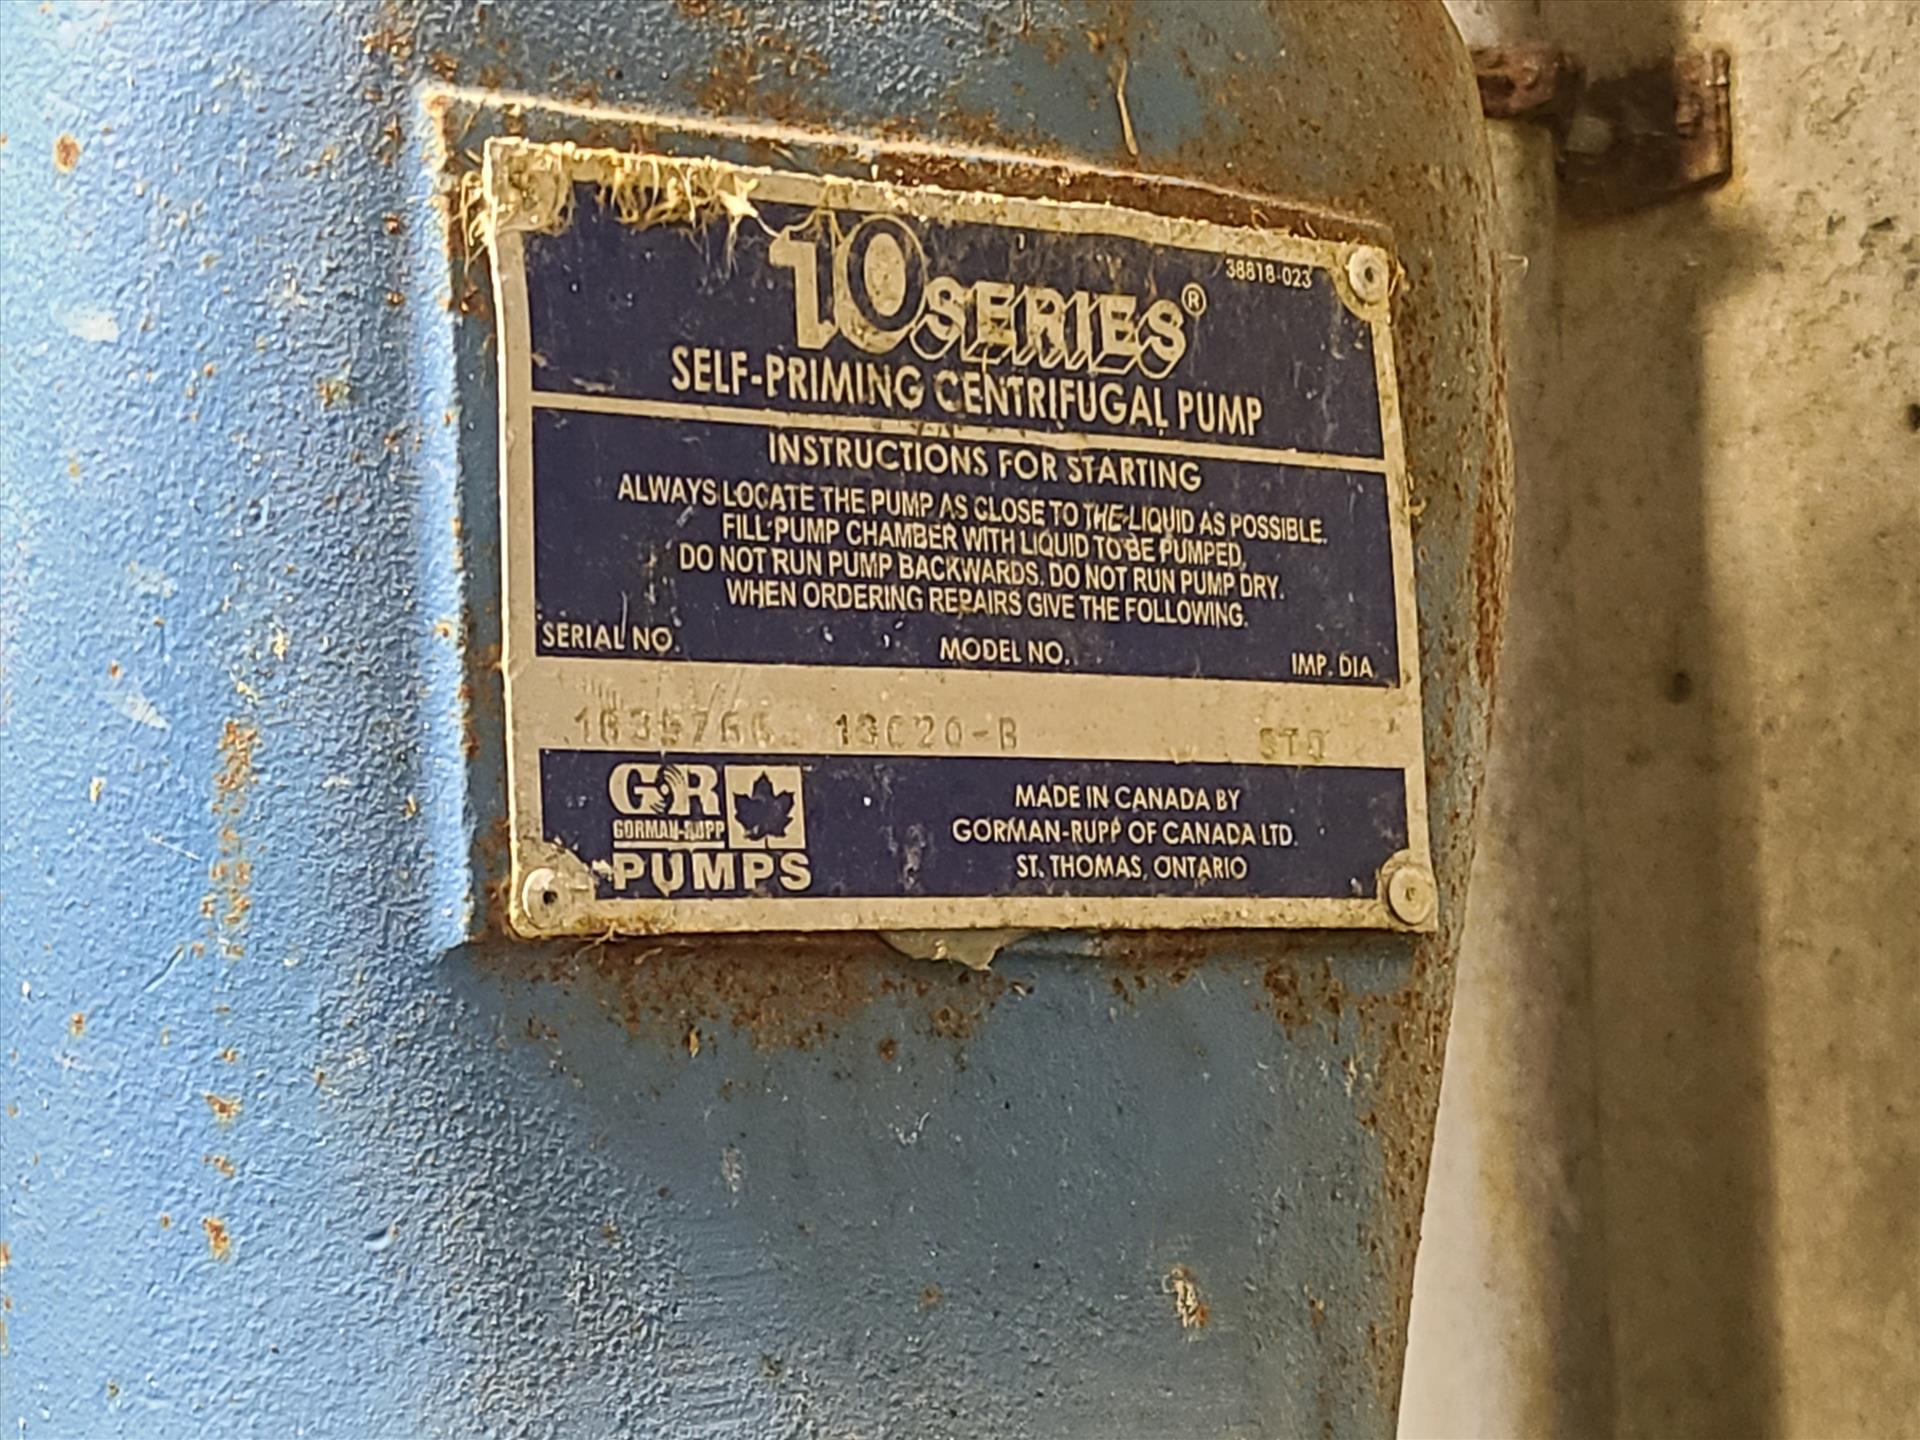 10 SERIES®
38818-023
SELF-PRIMING CENTRIFUGAL PUMP
INSTRUCTIONS FOR STARTING
ALWAYS LOCATE THE PUMP AS CLOSE TO THE LIQUID AS POSSIBLE.
FILL PUMP CHAMBER WITH LIQUID TO BE PUMPED.
DO NOT RUN PUMP BACKWARDS. DO NOT RUN PUMP DRY.
WHEN ORDERING REPAIRS GIVE THE FOLLOWING.
SERIAL NO. MODEL NO. IMP. DIA
13C20-B STD
GR
GORMAN-RUPP
PUMPS
MADE IN CANADA BY
GORMAN-RUPP OF CANADA LTD.
ST. THOMAS, ONTARIO